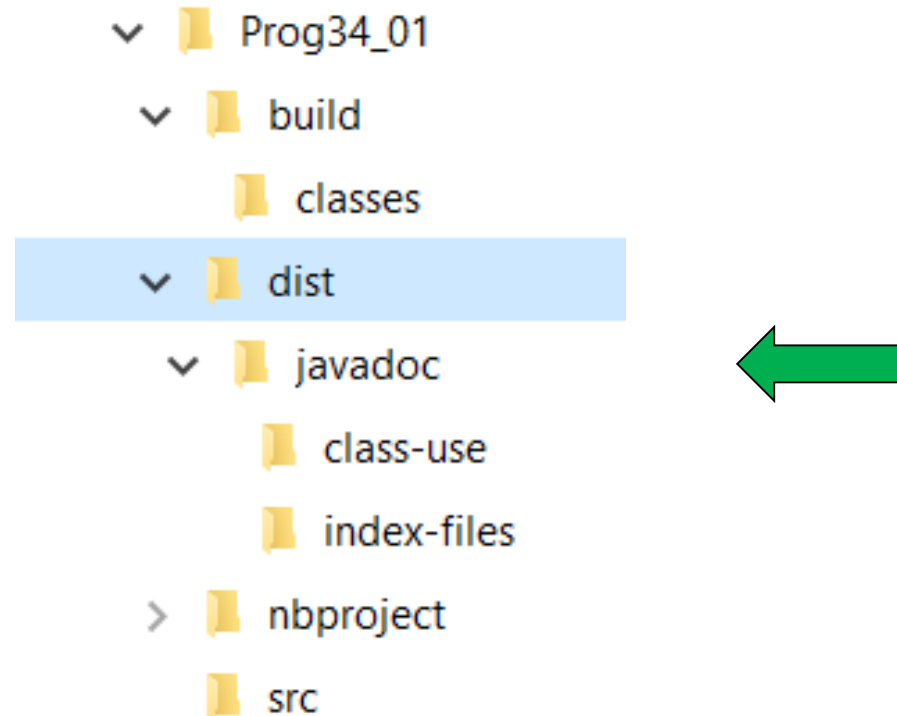 Prog34_01
build
classes
dist
javadoc
class-use
index-files
nbproject
src